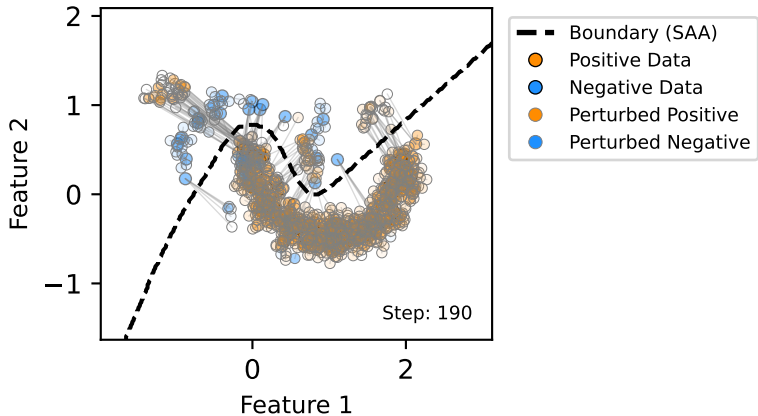 2
1
0
−1
Feature 2
0
2
Feature 1
Step: 190
Boundary (SAA)
Positive Data
Negative Data
Perturbed Positive
Perturbed Negative